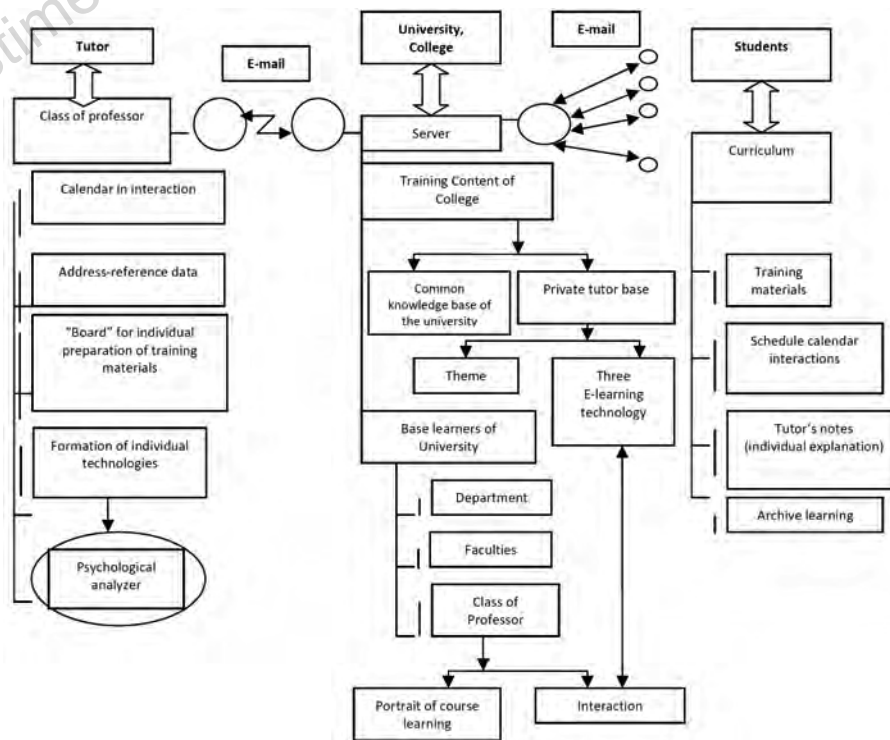 Tutor
E-mail
University,
College
E-mail
Students
Class of professor
Server
Curriculum
Calendar in interaction
Training Content of
College
Address-reference data
Common
knowledge base of
the university
Private tutor base
Training
materials
"Board" for individual
preparation of training
materials
Theme
Three
E-learning
technology
Schedule calendar
interactions
Formation of individual
technologies
Base learners of
University
Tutor's notes
(individual explanation)
Department
Archive learning
Psychological
analyzer
Faculties
Class of
Professor
Portrait of course
learning
Interaction